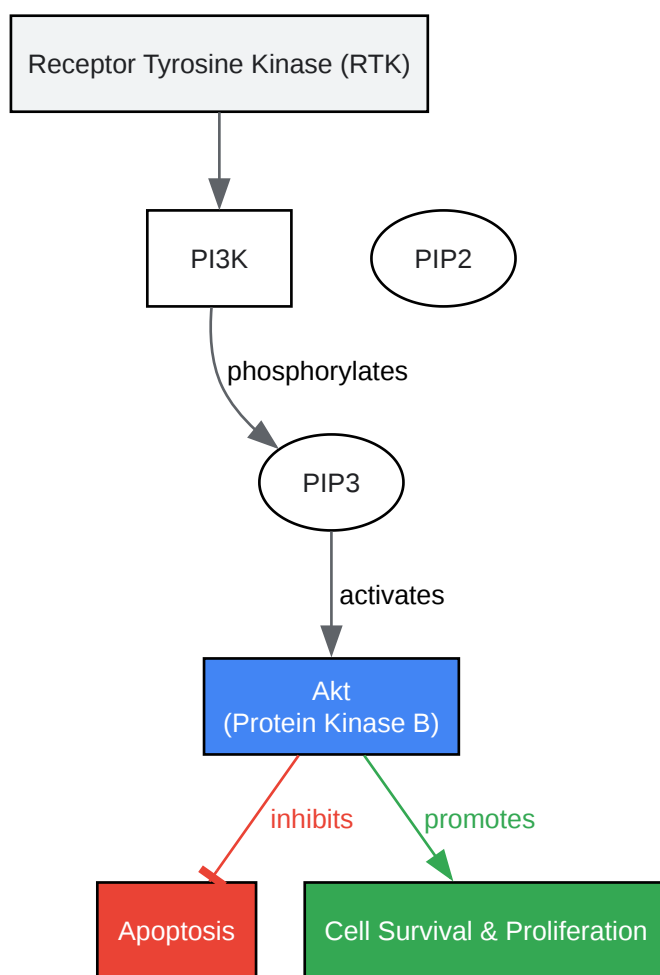 Receptor Tyrosine Kinase (RTK)
PI3K
PIP2
phosphorylates
PIP3
activates
Akt
(Protein Kinase B)
inhibits
promotes
Apoptosis
Cell Survival & Proliferation